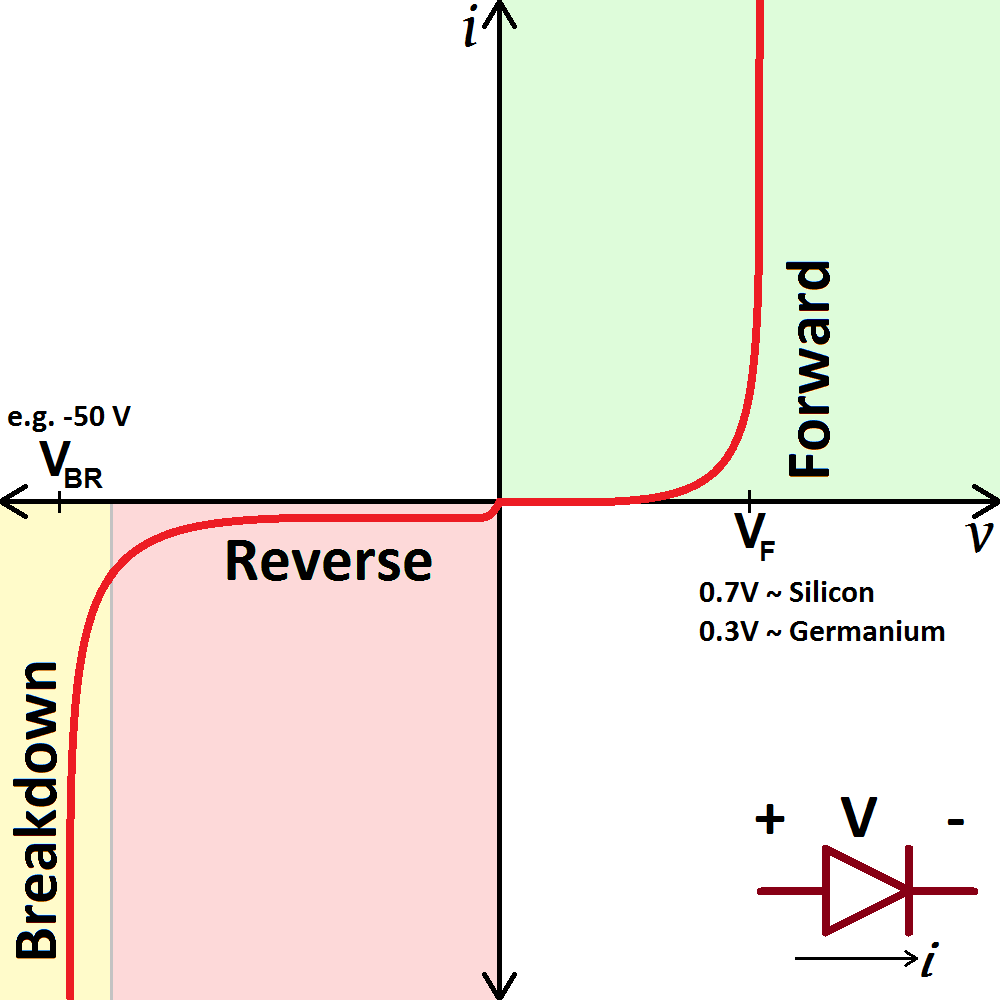 i
Forward
e.g. -50 V
VBR
v
VF
Reverse
0.7V ~ Silicon
0.3V ~ Germanium
Breakdown
+ V -
i